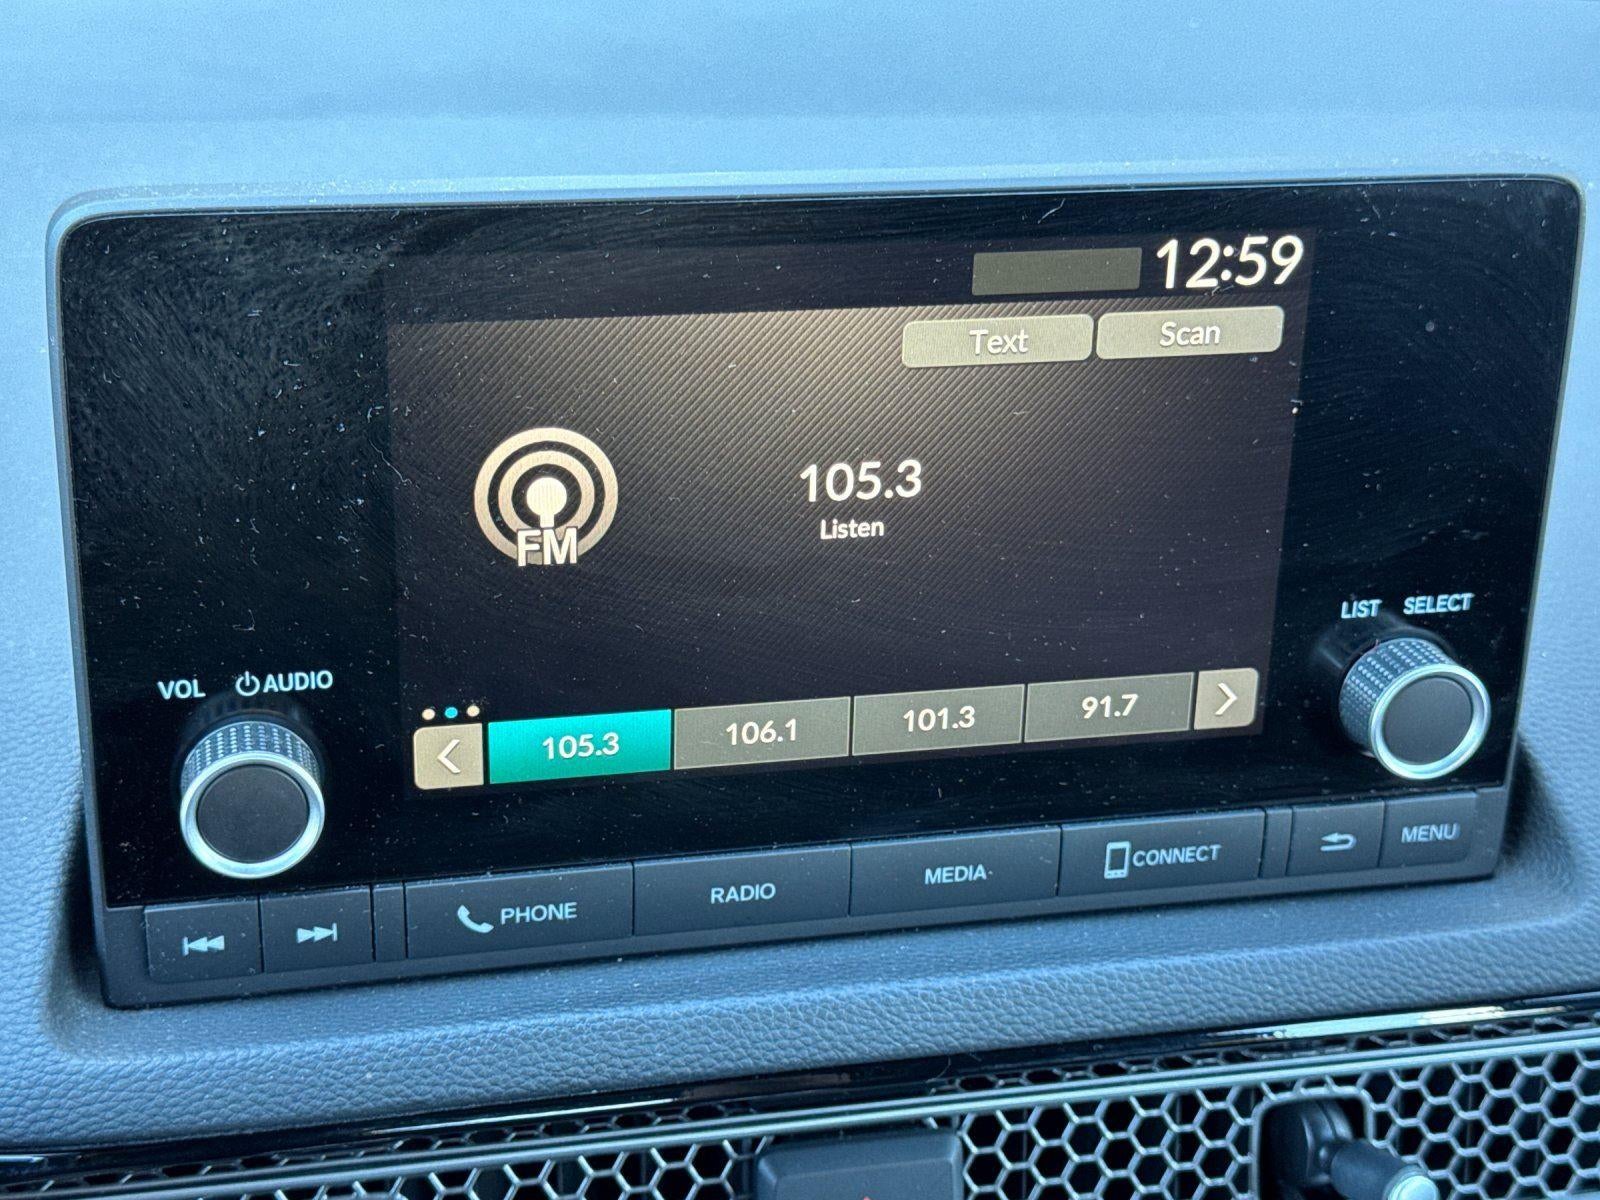 12:59
Text Scan
105.3
Listen
FM
LIST SELECT
VOL AUDIO
105.3 106.1 101.3 91.7
PHONE RADIO MEDIA CONNECT MENU